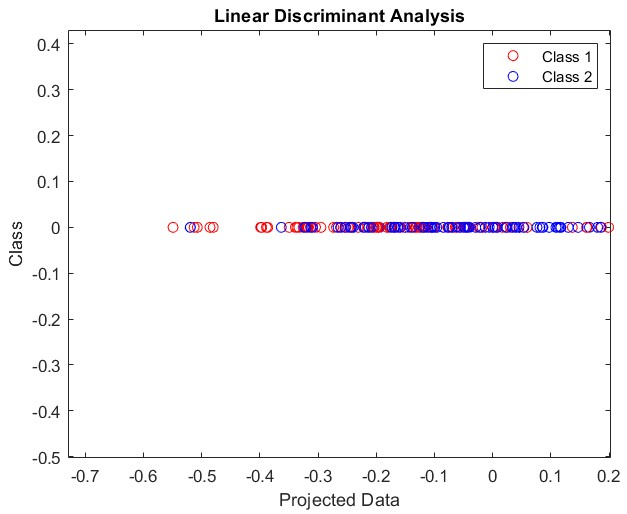 Linear Discriminant Analysis
0.4
0.3
0.2
0.1
0
-0.1
-0.2
-0.3
-0.4
-0.5
Class
Class 1
Class 2
-0.7 -0.6 -0.5 -0.4 -0.3 -0.2 -0.1 0 0.1 0.2
Projected Data